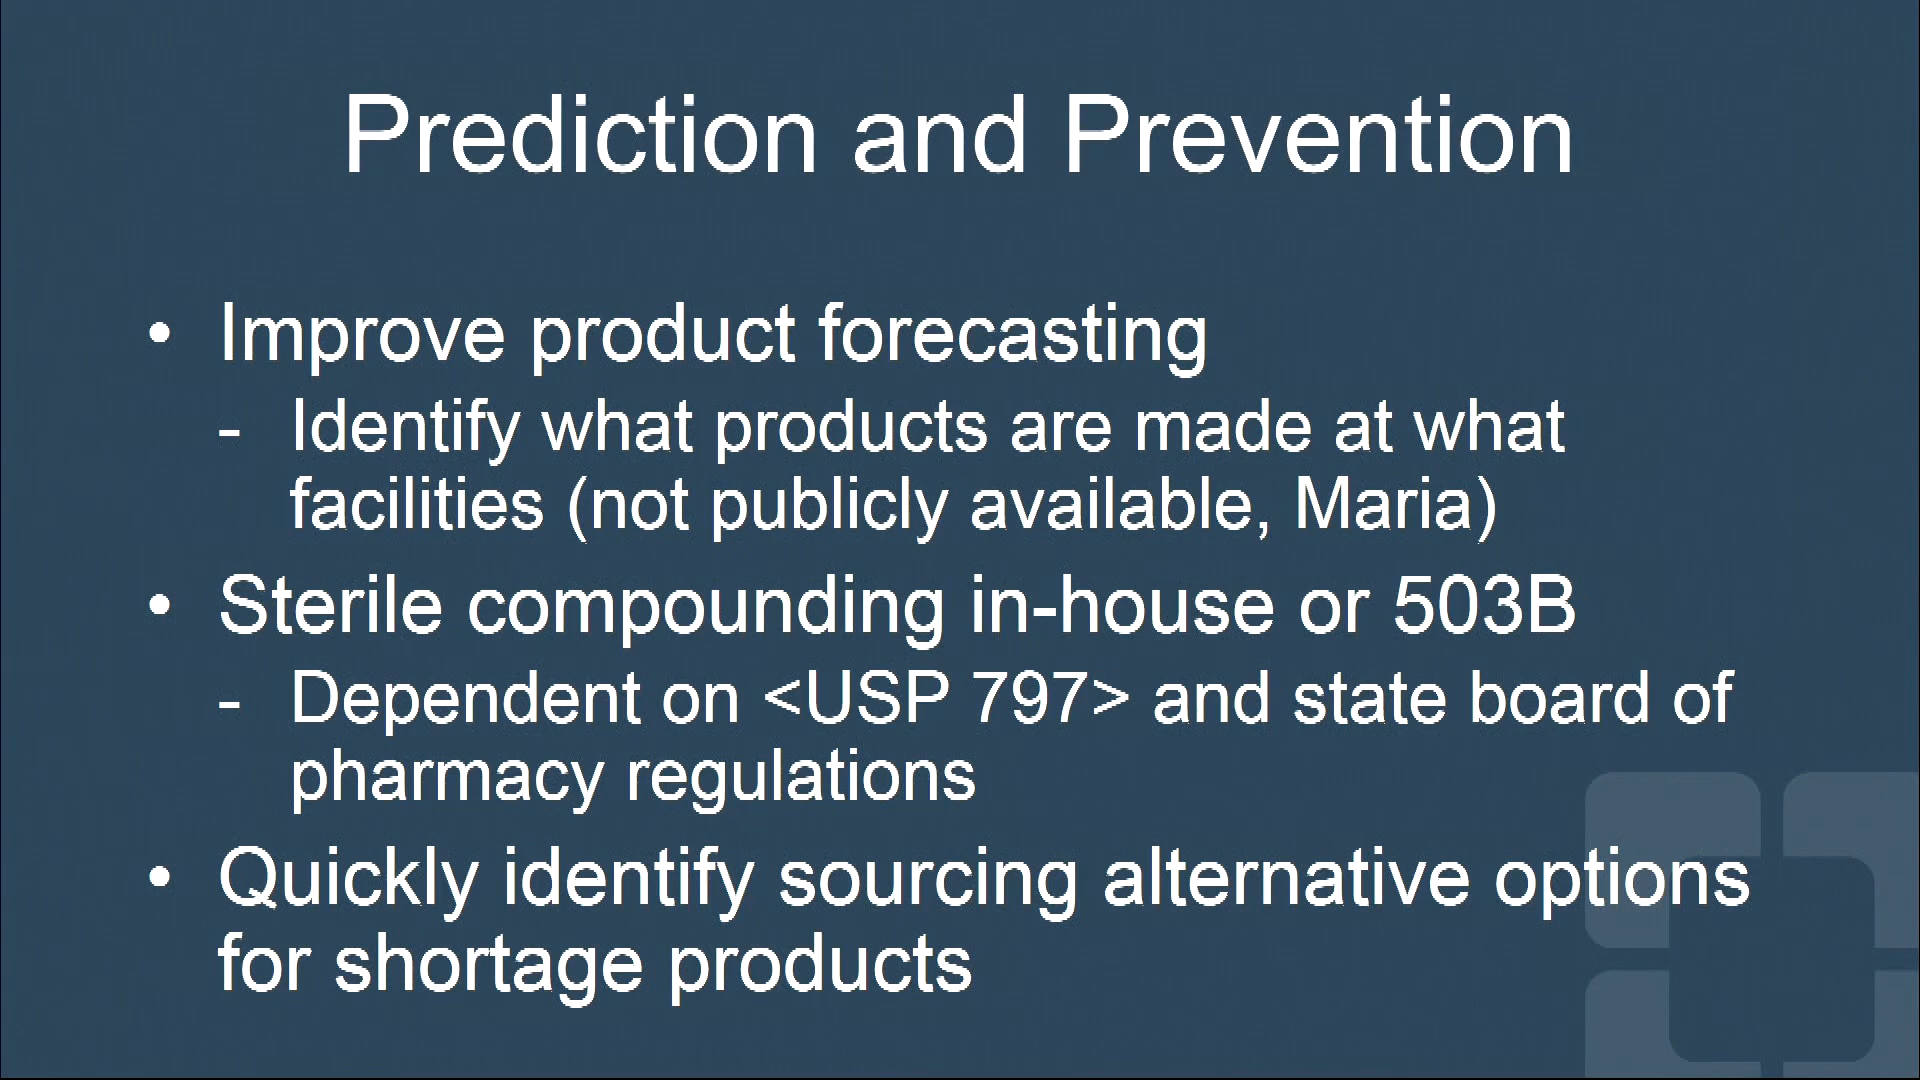 Prediction and Prevention
• Improve product forecasting
- Identify what products are made at what
facilities (not publicly available, Maria)
• Sterile compounding in-house or 503B
- Dependent on <USP 797> and state board of
pharmacy regulations
• Quickly identify sourcing alternative options
for shortage products